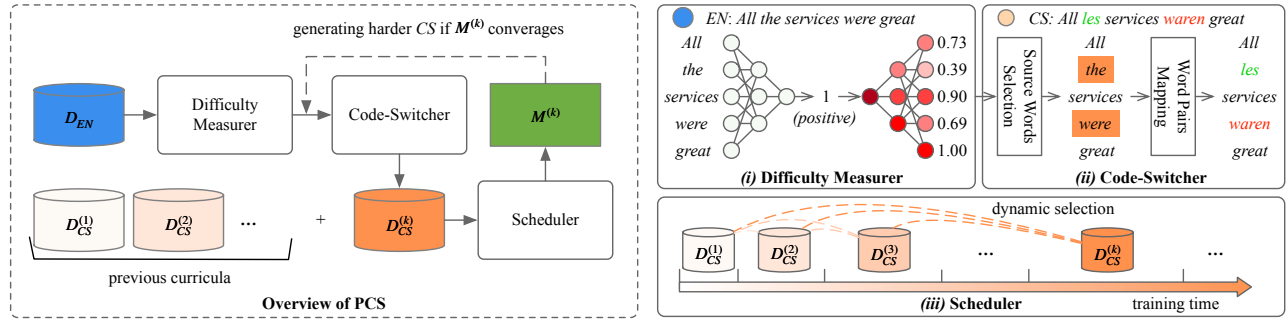 generating harder CS if M^(k) converages
D_EN
Difficulty
Measurer
Code-Switcher
M^(k)
D_CS^(1)
D_CS^(2)
...
+
D_CS^(k)
Scheduler
previous curricula
Overview of PCS
EN: All the services were great
All
the
services
were
great
1
(positive)
0.73
0.39
0.90
0.69
1.00
(i) Difficulty Measurer
CS: All les services waren great
Source Words
Selection
All
the
services
were
great
Word Pairs
Mapping
All
les
services
waren
great
(ii) Code-Switcher
dynamic selection
D_CS^(1)
D_CS^(2)
D_CS^(3)
...
D_CS^(k)
...
(iii) Scheduler
training time